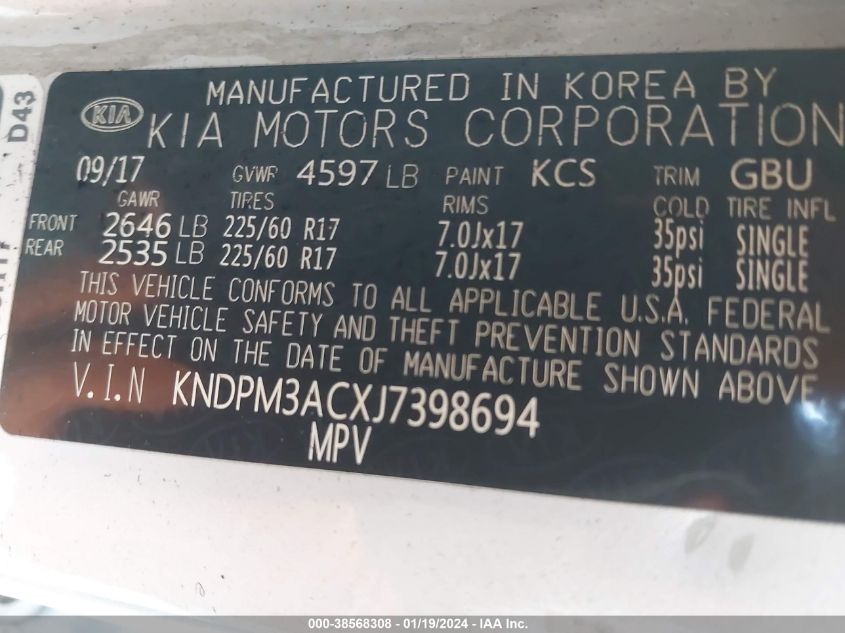 D43
KIA
MANUFACTURED IN KOREA BY
KIA MOTORS CORPORATION
09/17 GVWR 4597 LB PAINT KCS TRIM GBU
GAWR TIRES RIMS COLD TIRE INFL
FRONT 2646 LB 225/60 R17 7.0Jx17 35psi SINGLE
REAR 2535 LB 225/60 R17 7.0Jx17 35psi SINGLE
THIS VEHICLE CONFORMS TO ALL APPLICABLE U.S.A. FEDERAL
MOTOR VEHICLE SAFETY AND THEFT PREVENTION STANDARDS
IN EFFECT ON THE DATE OF MANUFACTURE SHOWN ABOVE
V.I.N KNDPM3ACXJ7398694
MPV
000-38568308 - 01/19/2024 - IAA Inc.